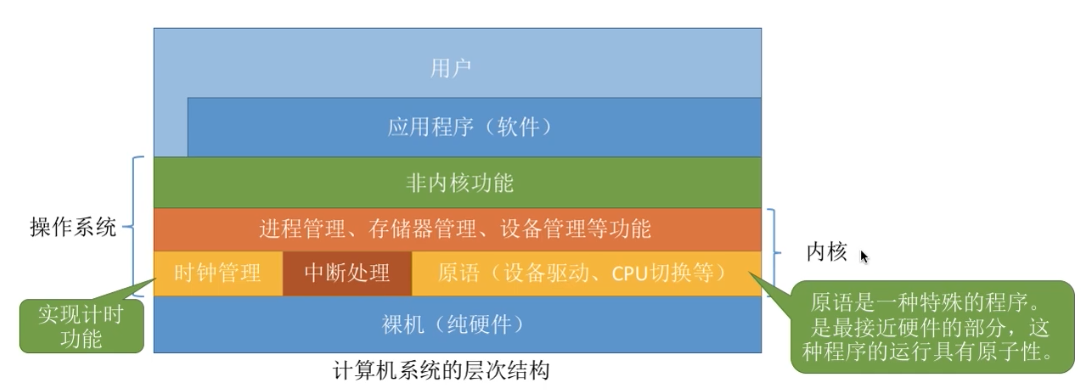 用户
应用程序（软件）
非内核功能
操作系统
进程管理、存储器管理、设备管理等功能
内核
时钟管理
中断处理
原语（设备驱动、CPU切换等）
实现计时
功能
裸机（纯硬件）
原语是一种特殊的程序。
是最接近硬件的部分，这
种程序的运行具有原子性。
计算机系统的层次结构